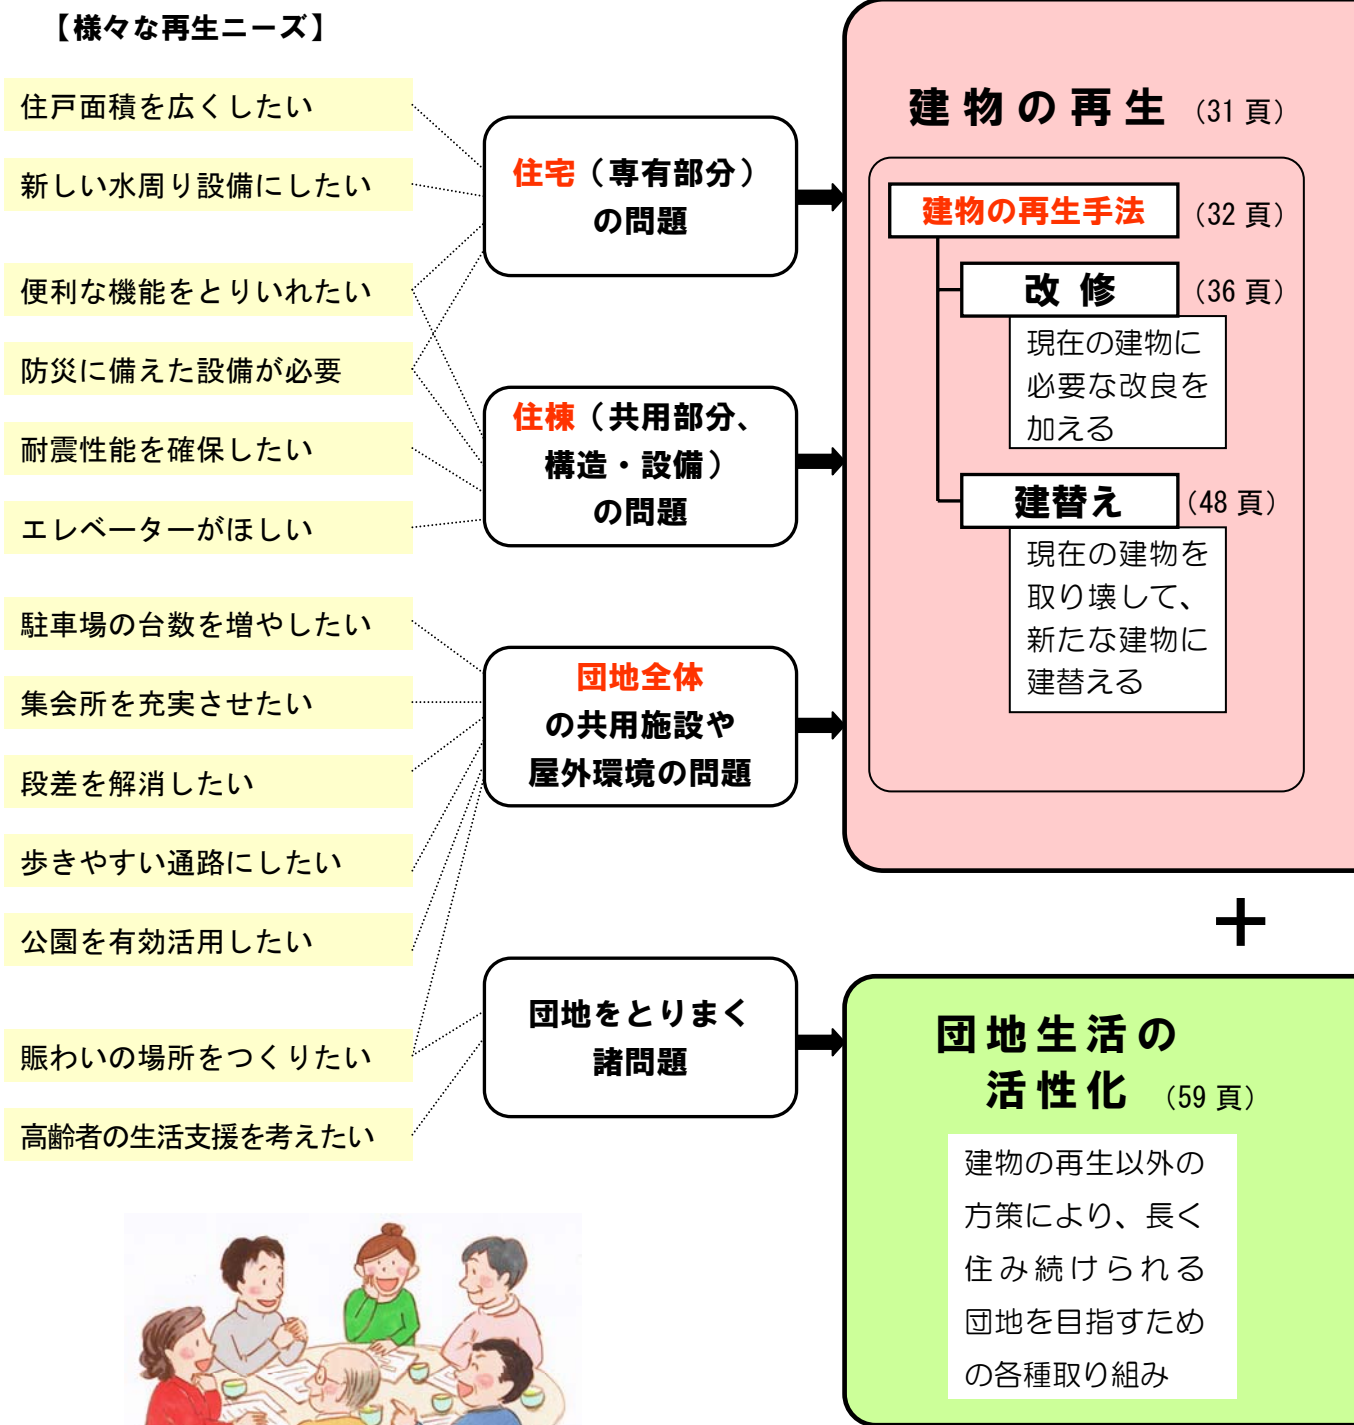 【様々な再生ニーズ】
住戸面積を広くしたい
新しい水周り設備にしたい
便利な機能をとりいれたい
防災に備えた設備が必要
耐震性能を確保したい
エレベーターがほしい
駐車場の台数を増やしたい
集会所を充実させたい
段差を解消したい
歩きやすい通路にしたい
公園を有効活用したい
賑わいの場所をつくりたい
高齢者の生活支援を考えたい
住宅（専有部分）
の問題
住棟（共用部分、
構造・設備）
の問題
団地全体
の共用施設や
屋外環境の問題
団地をとりまく
諸問題
建物の再生（31 頁）
建物の再生手法（32 頁）
改 修（36 頁）
現在の建物に
必要な改良を
加える
建替え（48 頁）
現在の建物を
取り壊して、
新たな建物に
建替える
＋
団地生活の
活性化（59 頁）
建物の再生以外の
方策により、長く
住み続けられる
団地を目指すため
の各種取り組み